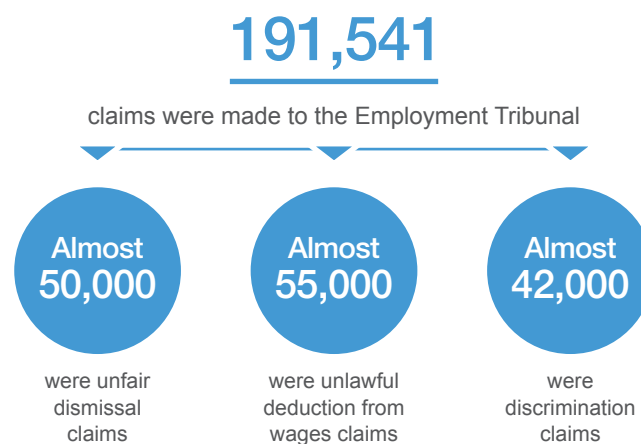 191,541
claims were made to the Employment Tribunal
Almost
50,000
were unfair
dismissal
claims
Almost
55,000
were unlawful
deduction from
wages claims
Almost
42,000
were
discrimination
claims